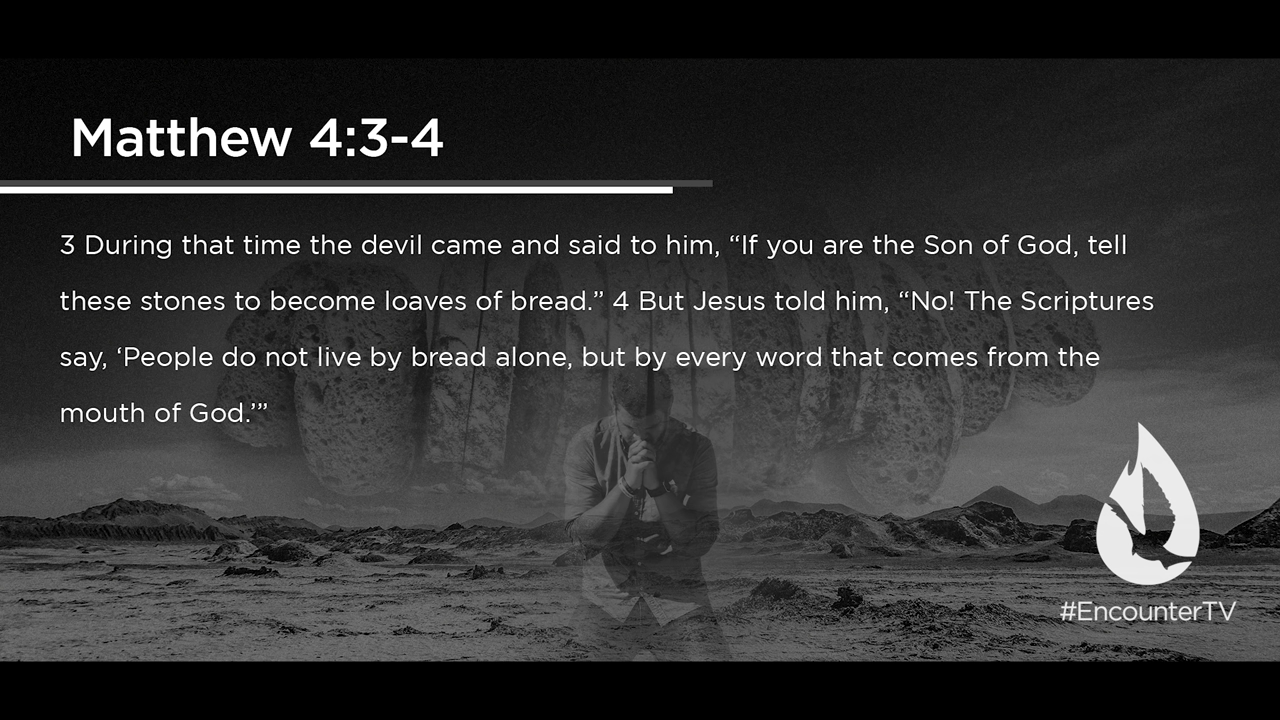 Matthew 4:3-4
3 During that time the devil came and said to him, “If you are the Son of God, tell
these stones to become loaves of bread.” 4 But Jesus told him, “No! The Scriptures
say, ‘People do not live by bread alone, but by every word that comes from the
mouth of God.’”
#EncounterTV